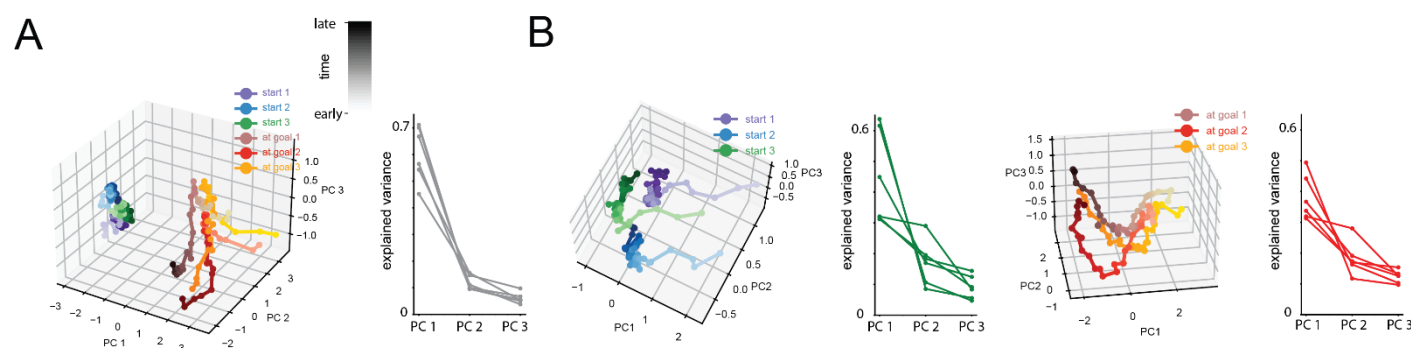 A
late
time
early
start 1
start 2
start 3
at goal 1
at goal 2
at goal 3
1.0
0.5
0.0
−0.5
−1.0
PC 3
−3
−2
−1
0
1
2
3
PC 1
−2
−1
0
1
2
3
PC 2
explained variance
0.7
0
PC 1
PC 2
PC 3
B
start 1
start 2
start 3
1.0
0.5
0.0
−0.5
PC3
−1
0
1
2
PC1
−0.5
0.0
0.5
1.0
PC2
explained variance
0.6
0
PC 1
PC 2
PC 3
at goal 1
at goal 2
at goal 3
1.5
1.0
0.5
0.0
−0.5
−1.0
PC3
2
1
0
−1
PC2
−2
0
2
PC1
explained variance
0.6
0
PC 1
PC 2
PC 3